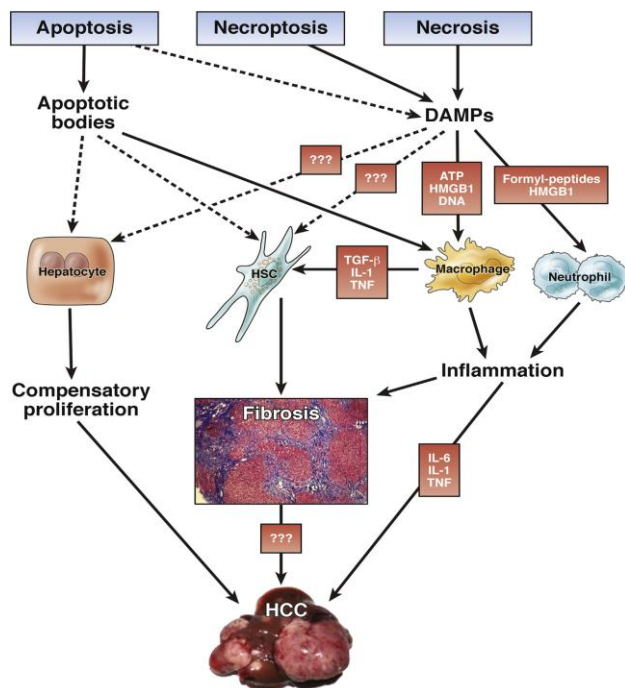 Apoptosis
Necroptosis
Necrosis
Apoptotic
bodies
DAMPs
???
???
ATP
HMGB1
DNA
Formyl-peptides
HMGB1
Hepatocyte
HSC
TGF-β
IL-1
TNF
Macrophage
Neutrophil
Compensatory
proliferation
Inflammation
Fibrosis
IL-6
IL-1
TNF
???
HCC